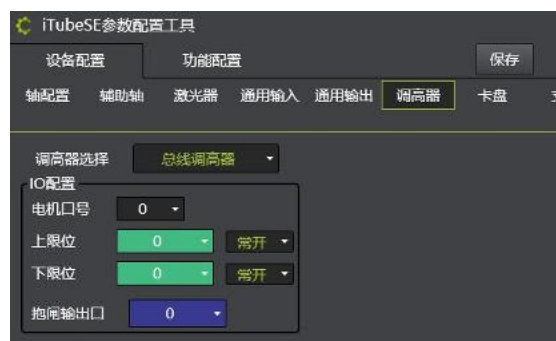 iTubeSE参数配置工具
设备配置 功能配置 保存
轴配置 辅助轴 激光器 通用输入 通用输出 调高器 卡盘
调高器选择 总线调高器
IO配置
电机口号 0
上限位 0 常开
下限位 0 常开
抱闸输出口 0